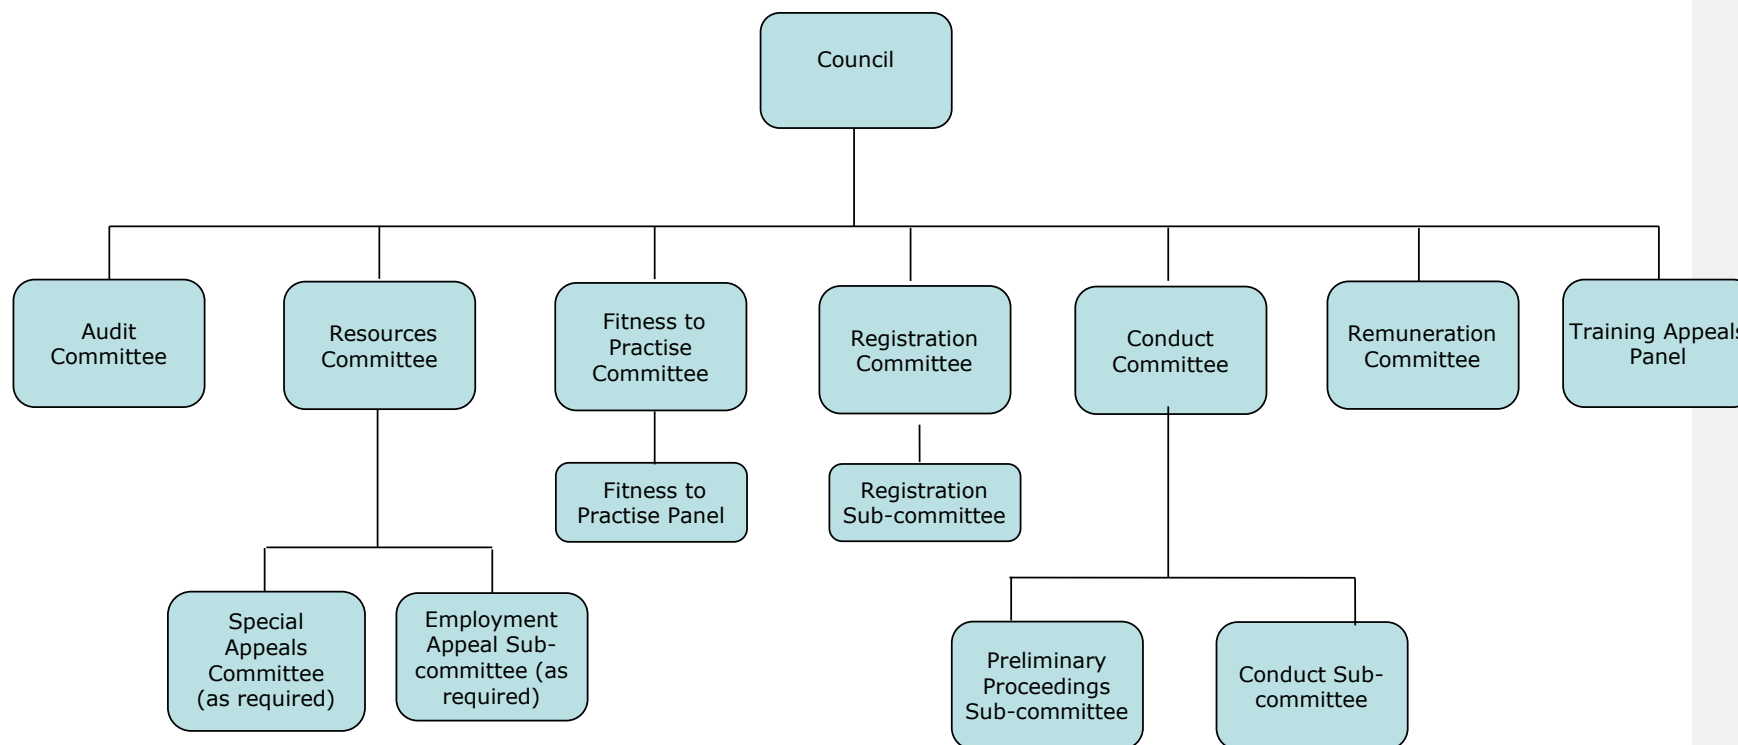 Council
Audit
Committee
Resources
Committee
Fitness to
Practise
Committee
Registration
Committee
Conduct
Committee
Remuneration
Committee
Training Appeals
Panel
Fitness to
Practise Panel
Registration
Sub-committee
Special
Appeals
Committee
(as required)
Employment
Appeal Sub-
committee (as
required)
Preliminary
Proceedings
Sub-committee
Conduct Sub-
committee